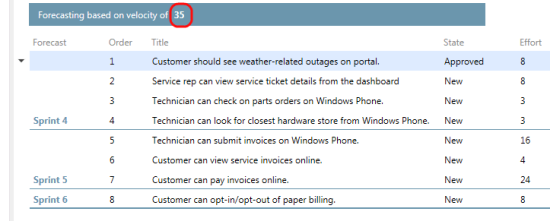 Forecasting based on velocity of 35
Forecast Order Title State Effort
1 Customer should see weather-related outages on portal. Approved 8
2 Service rep can view service ticket details from the dashboard New 8
3 Technician can check on parts orders on Windows Phone. New 3
Sprint 4 4 Technician can look for closest hardware store from Windows Phone. New 3
5 Technician can submit invoices on Windows Phone. New 16
6 Customer can view service invoices online. New 4
Sprint 5 7 Customer can pay invoices online. New 24
Sprint 6 8 Customer can opt-in/opt-out of paper billing. New 8